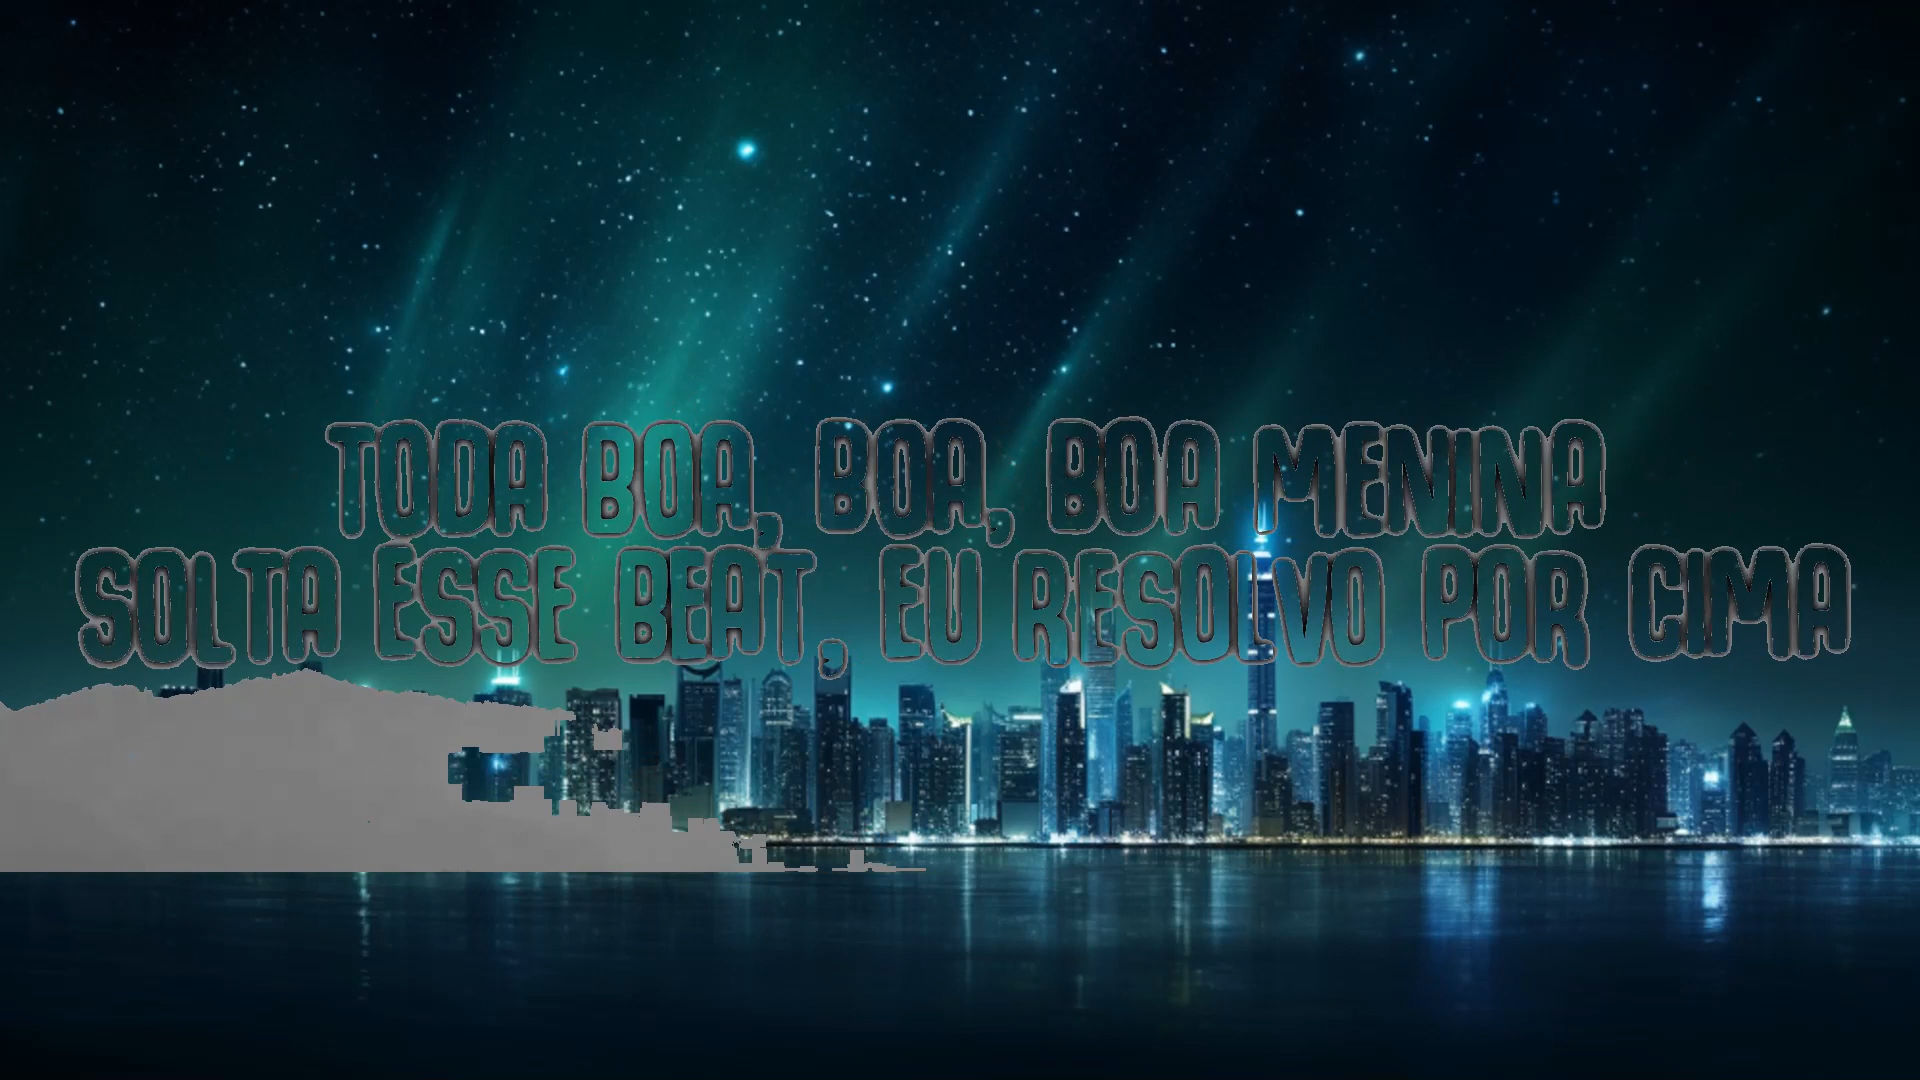 TODA BOA, BOA, BOA MENINA
SOLTA ESSE BEAT, EU RESOLVO POR CIMA